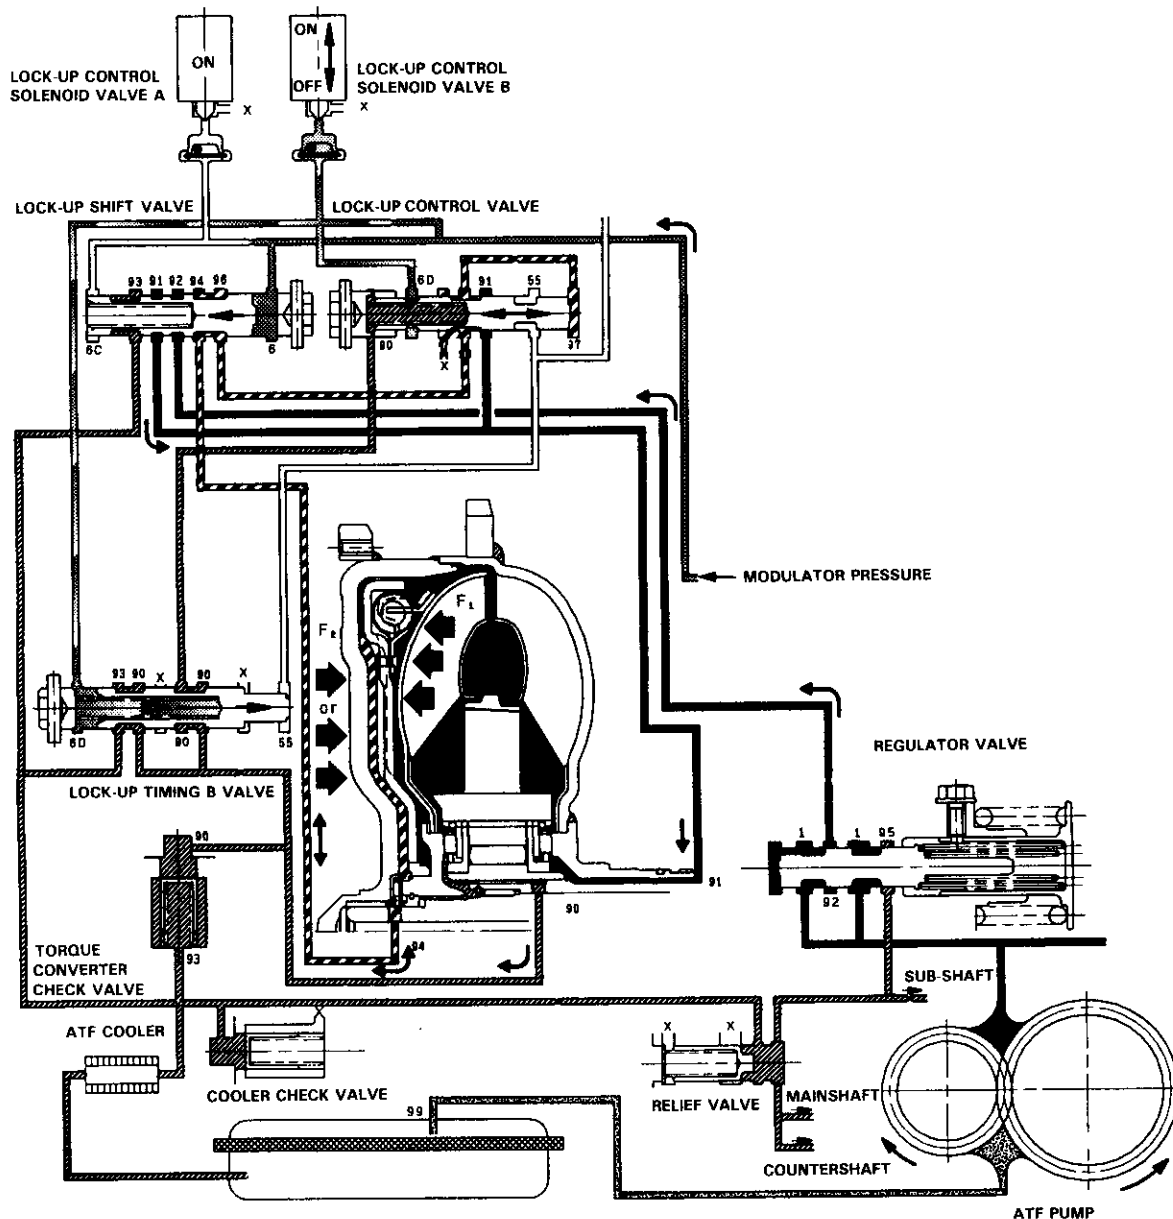 ON
ON
OFF
LOCK-UP CONTROL
SOLENOID VALVE A
X
LOCK-UP CONTROL
SOLENOID VALVE B
X
LOCK-UP SHIFT VALVE
LOCK-UP CONTROL VALVE
93 91 92 94 96
6D
91
55
6C
6
90
X
97
MODULATOR PRESSURE
F1
F2
or
93 90 X 90 X
6D
90
55
LOCK-UP TIMING B VALVE
REGULATOR VALVE
1 1 95
92
90
91
90
94
93
TORQUE
CONVERTER
CHECK VALVE
SUB-SHAFT
ATF COOLER
X
X X
COOLER CHECK VALVE
RELIEF VALVE
MAINSHAFT
99
COUNTERSHAFT
ATF PUMP